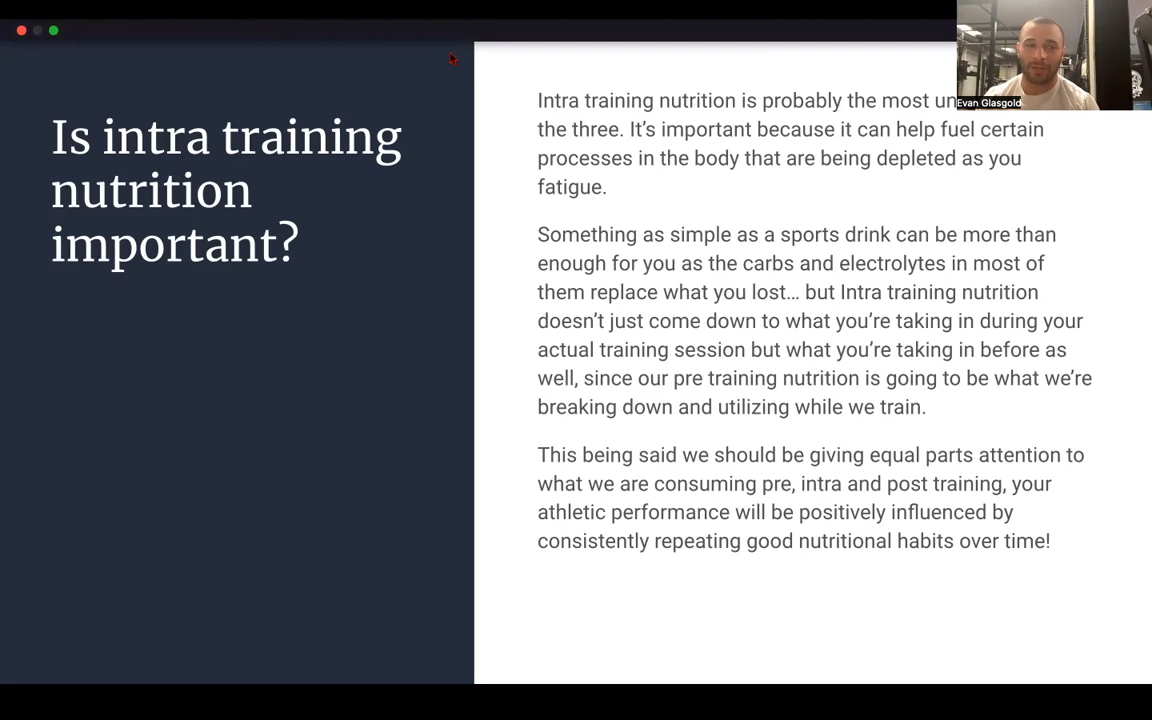 Is intra training
nutrition
important?
Intra training nutrition is probably the most
the three. It’s important because it can help fuel certain
processes in the body that are being depleted as you
fatigue.
Something as simple as a sports drink can be more than
enough for you as the carbs and electrolytes in most of
them replace what you lost… but Intra training nutrition
doesn’t just come down to what you’re taking in during your
actual training session but what you’re taking in before as
well, since our pre training nutrition is going to be what we’re
breaking down and utilizing while we train.
This being said we should be giving equal parts attention to
what we are consuming pre, intra and post training, your
athletic performance will be positively influenced by
consistently repeating good nutritional habits over time!
Evan Glasgold